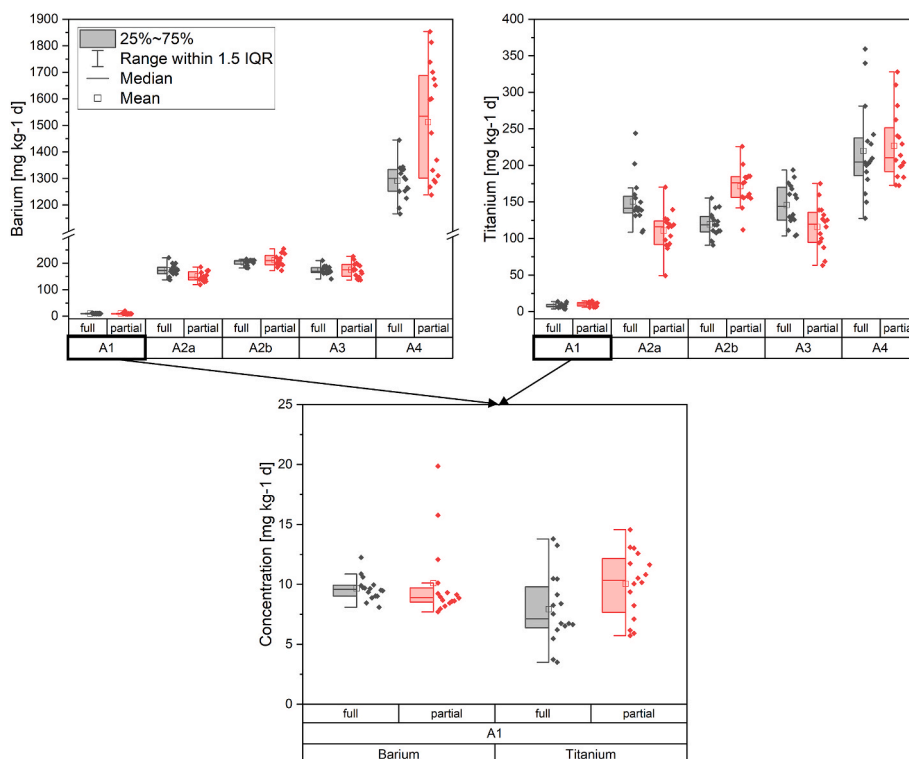 25%~75%
Range within 1.5 IQR
Median
Mean
Barium [mg kg-1 d]
1900
1800
1700
1600
1500
1400
1300
1200
200
100
0
full partial full partial full partial full partial full partial
A1 A2a A2b A3 A4
Titanium [mg kg-1 d]
400
350
300
250
200
150
100
50
0
full partial full partial full partial full partial full partial
A1 A2a A2b A3 A4
Concentration [mg kg-1 d]
25
20
15
10
5
0
full partial full partial
A1
Barium Titanium